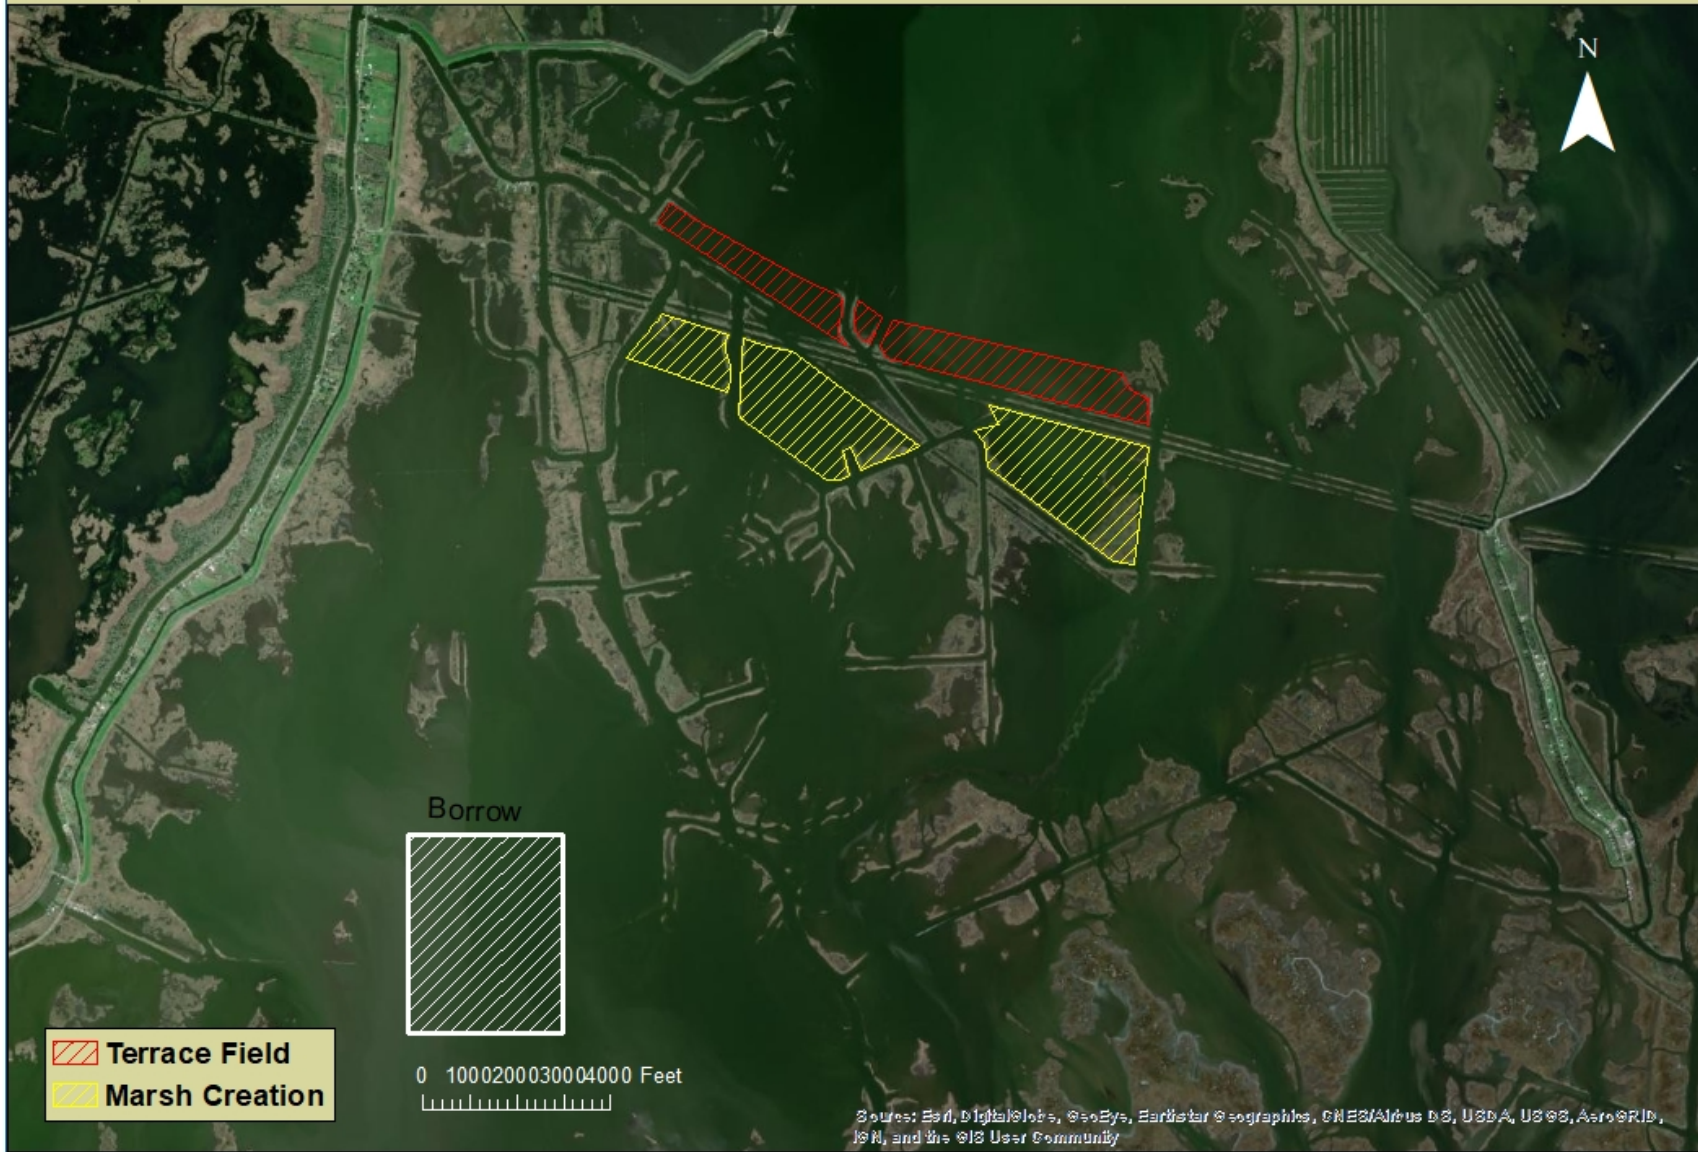 N
Borrow
Terrace Field
Marsh Creation
0 1000200030004000 Feet
Source: Esri, DigitalGlobe, GeoEye, Earthstar Geographics, CNES/Airbus DS, USDA, USGS, AeroGRID,
IGN, and the GIS User Community